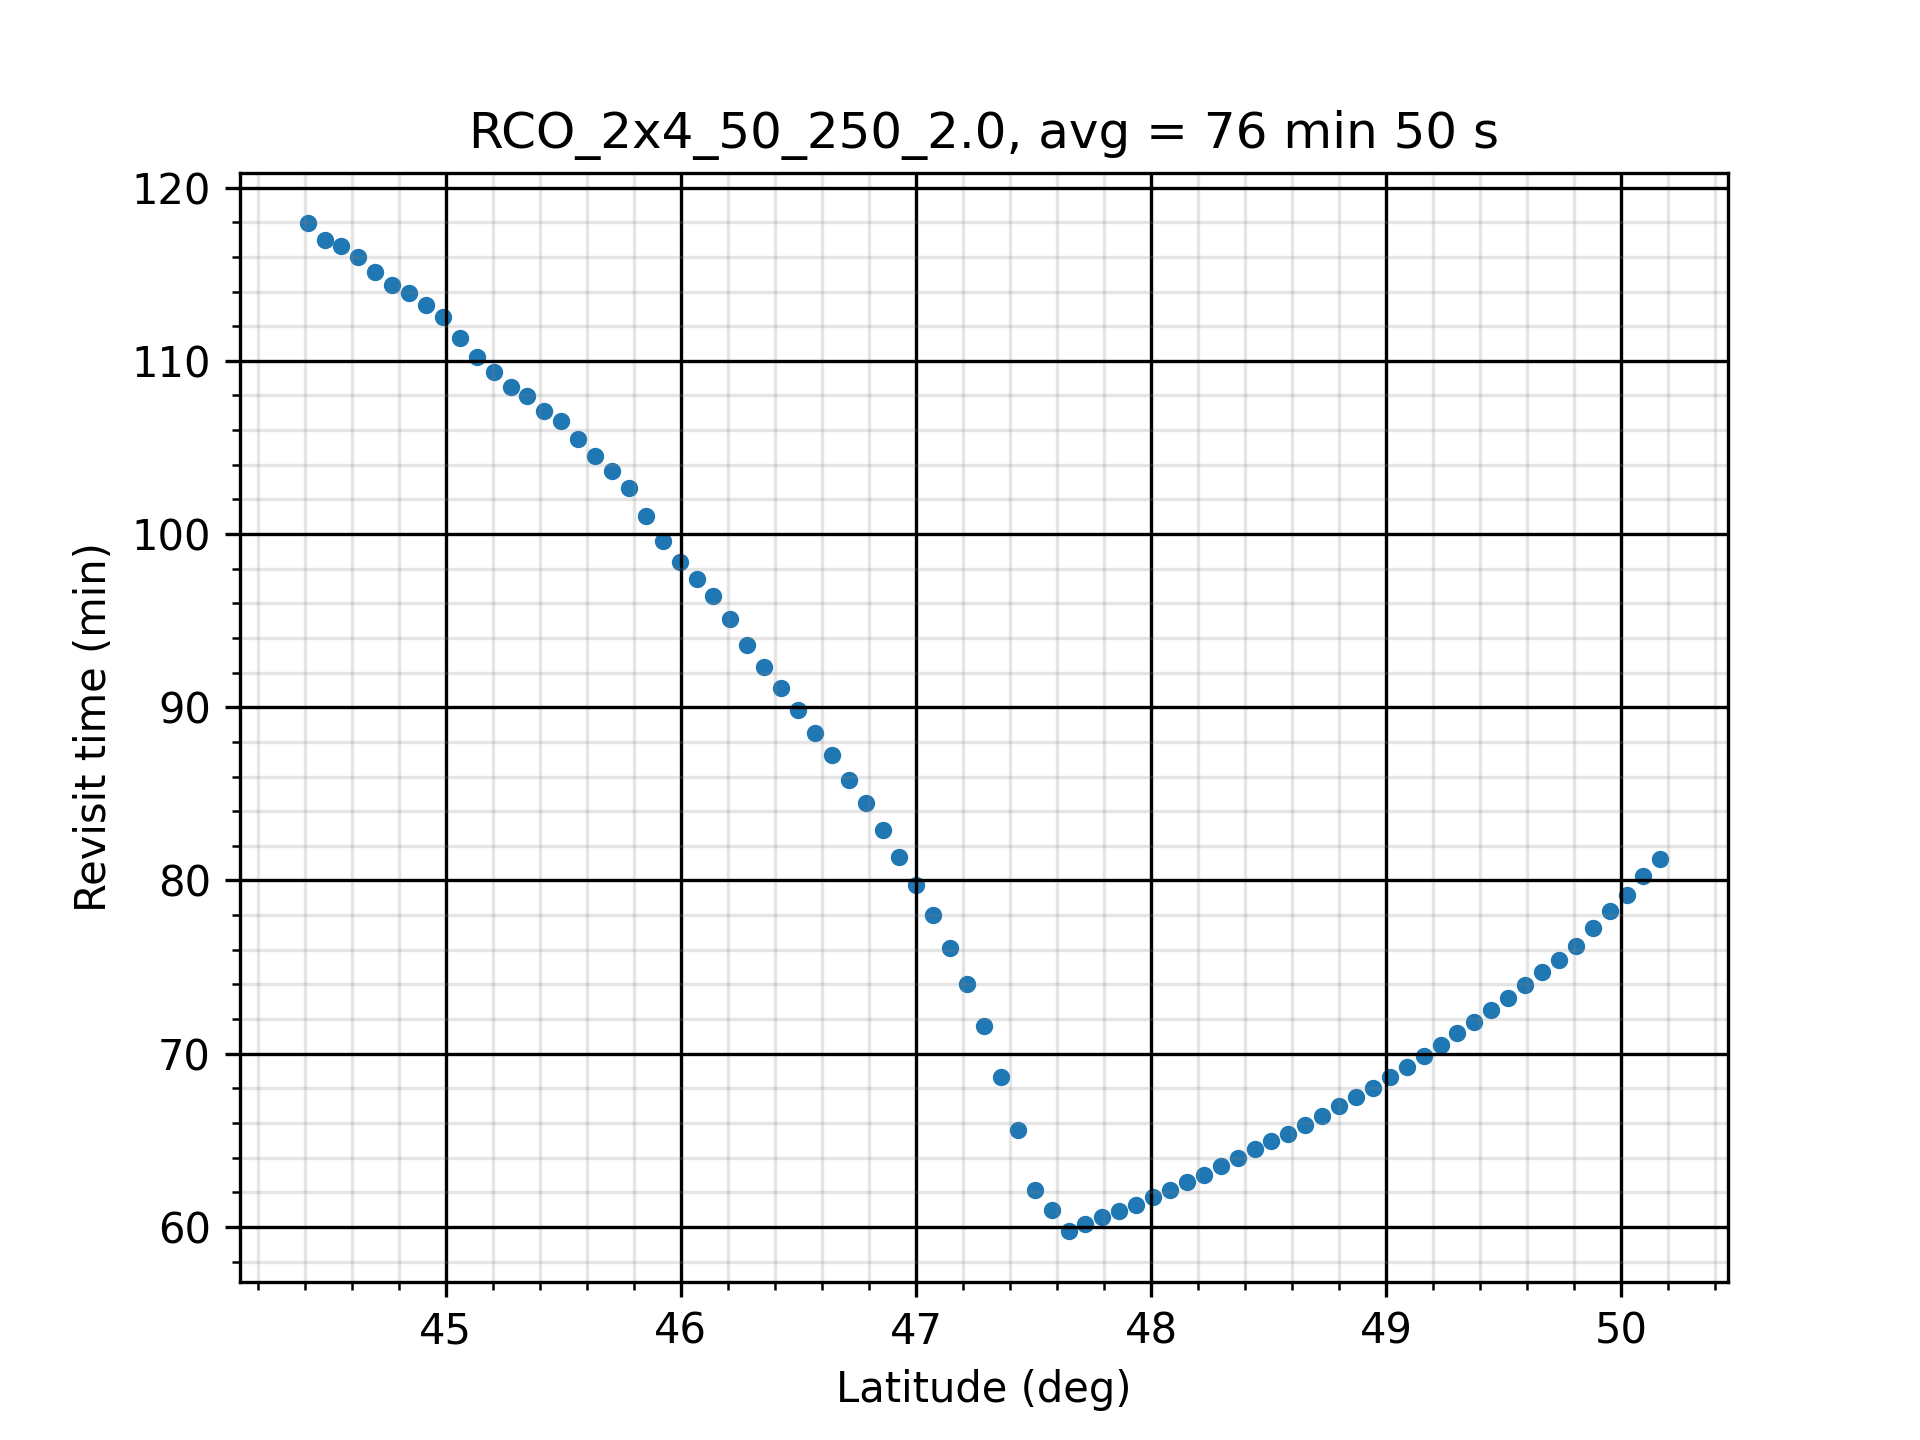 RCO_2x4_50_250_2.0, avg = 76 min 50 s
120
110
100
90
80
70
60
Revisit time (min)
45 46 47 48 49 50
Latitude (deg)